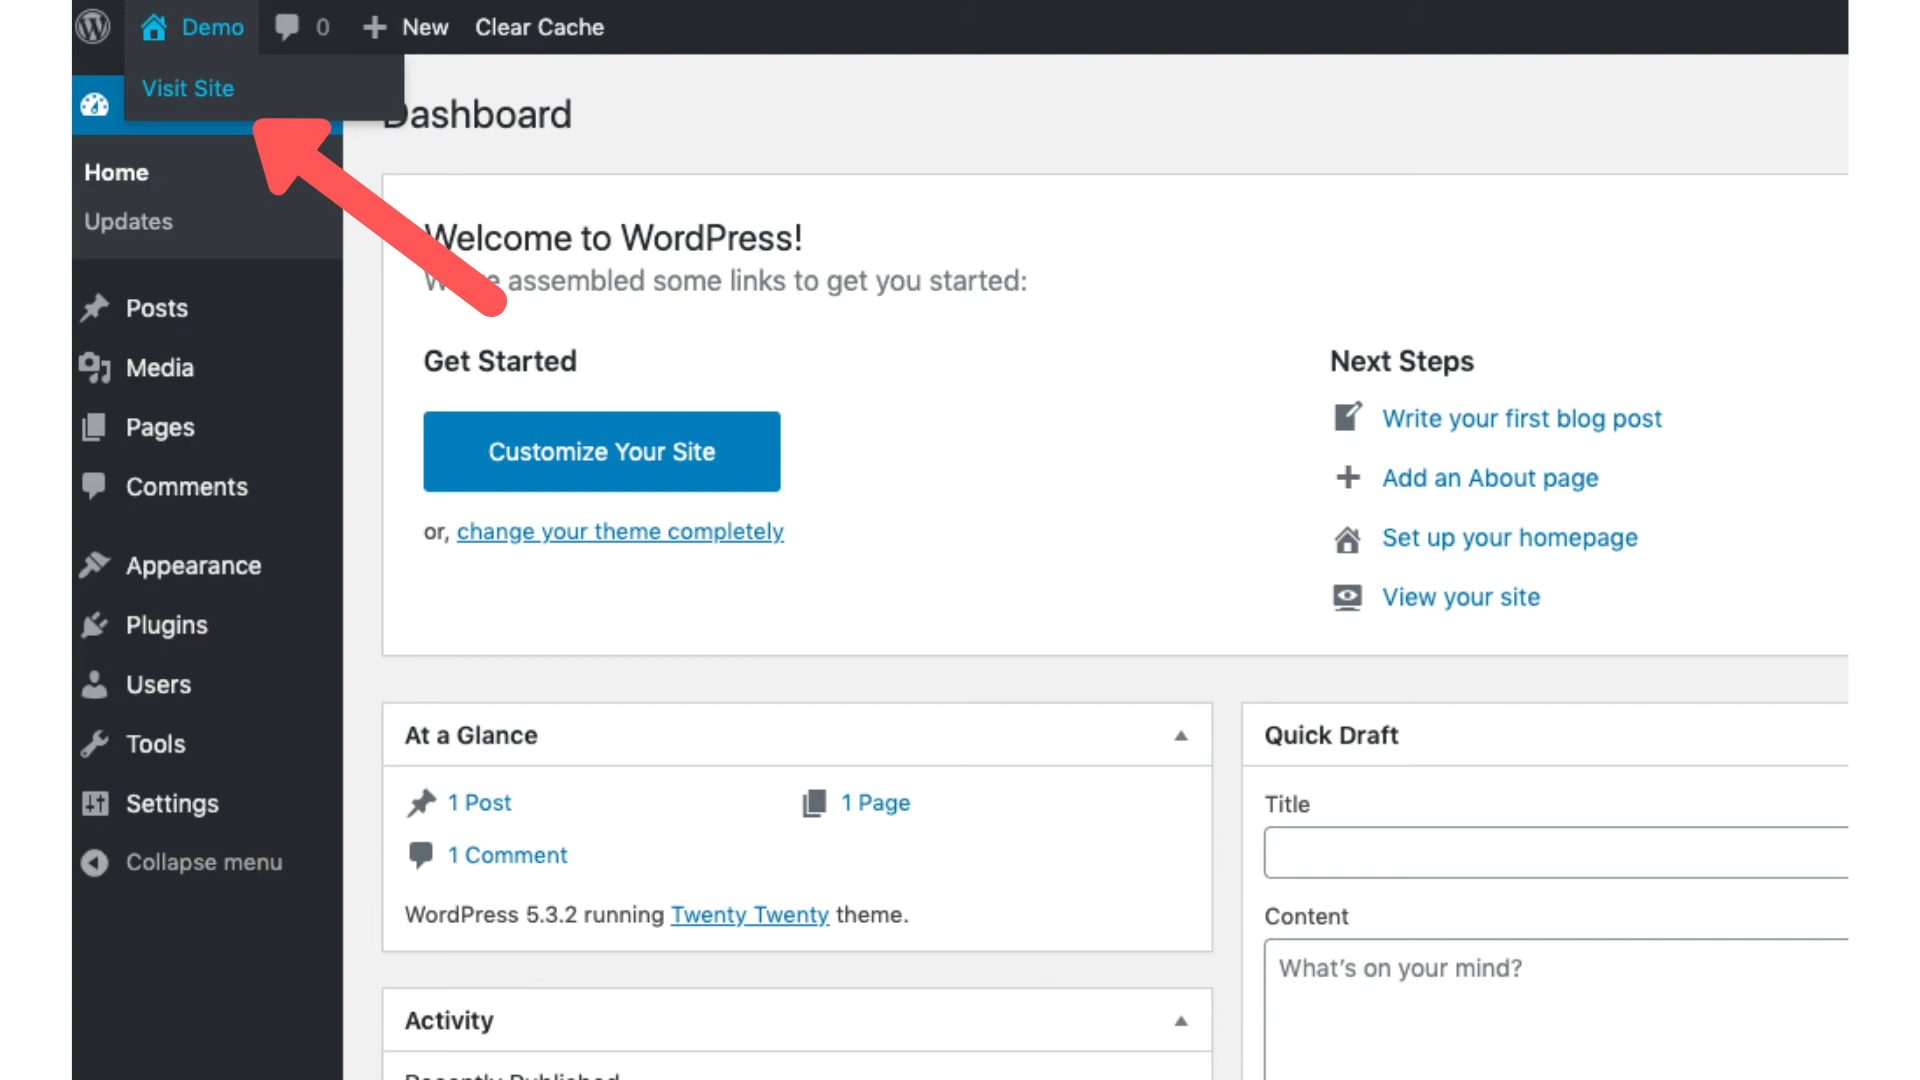 Demo 0 New Clear Cache
Visit Site
Dashboard
Home
Updates
Posts
Media
Pages
Comments
Appearance
Plugins
Users
Tools
Settings
Collapse menu
Welcome to WordPress!
assembled some links to get you started:
Get Started
Customize Your Site
or, change your theme completely
Next Steps
Write your first blog post
Add an About page
Set up your homepage
View your site
At a Glance
1 Post
1 Page
1 Comment
WordPress 5.3.2 running Twenty Twenty theme.
Activity
Recently Published
Quick Draft
Title
Content
What's on your mind?